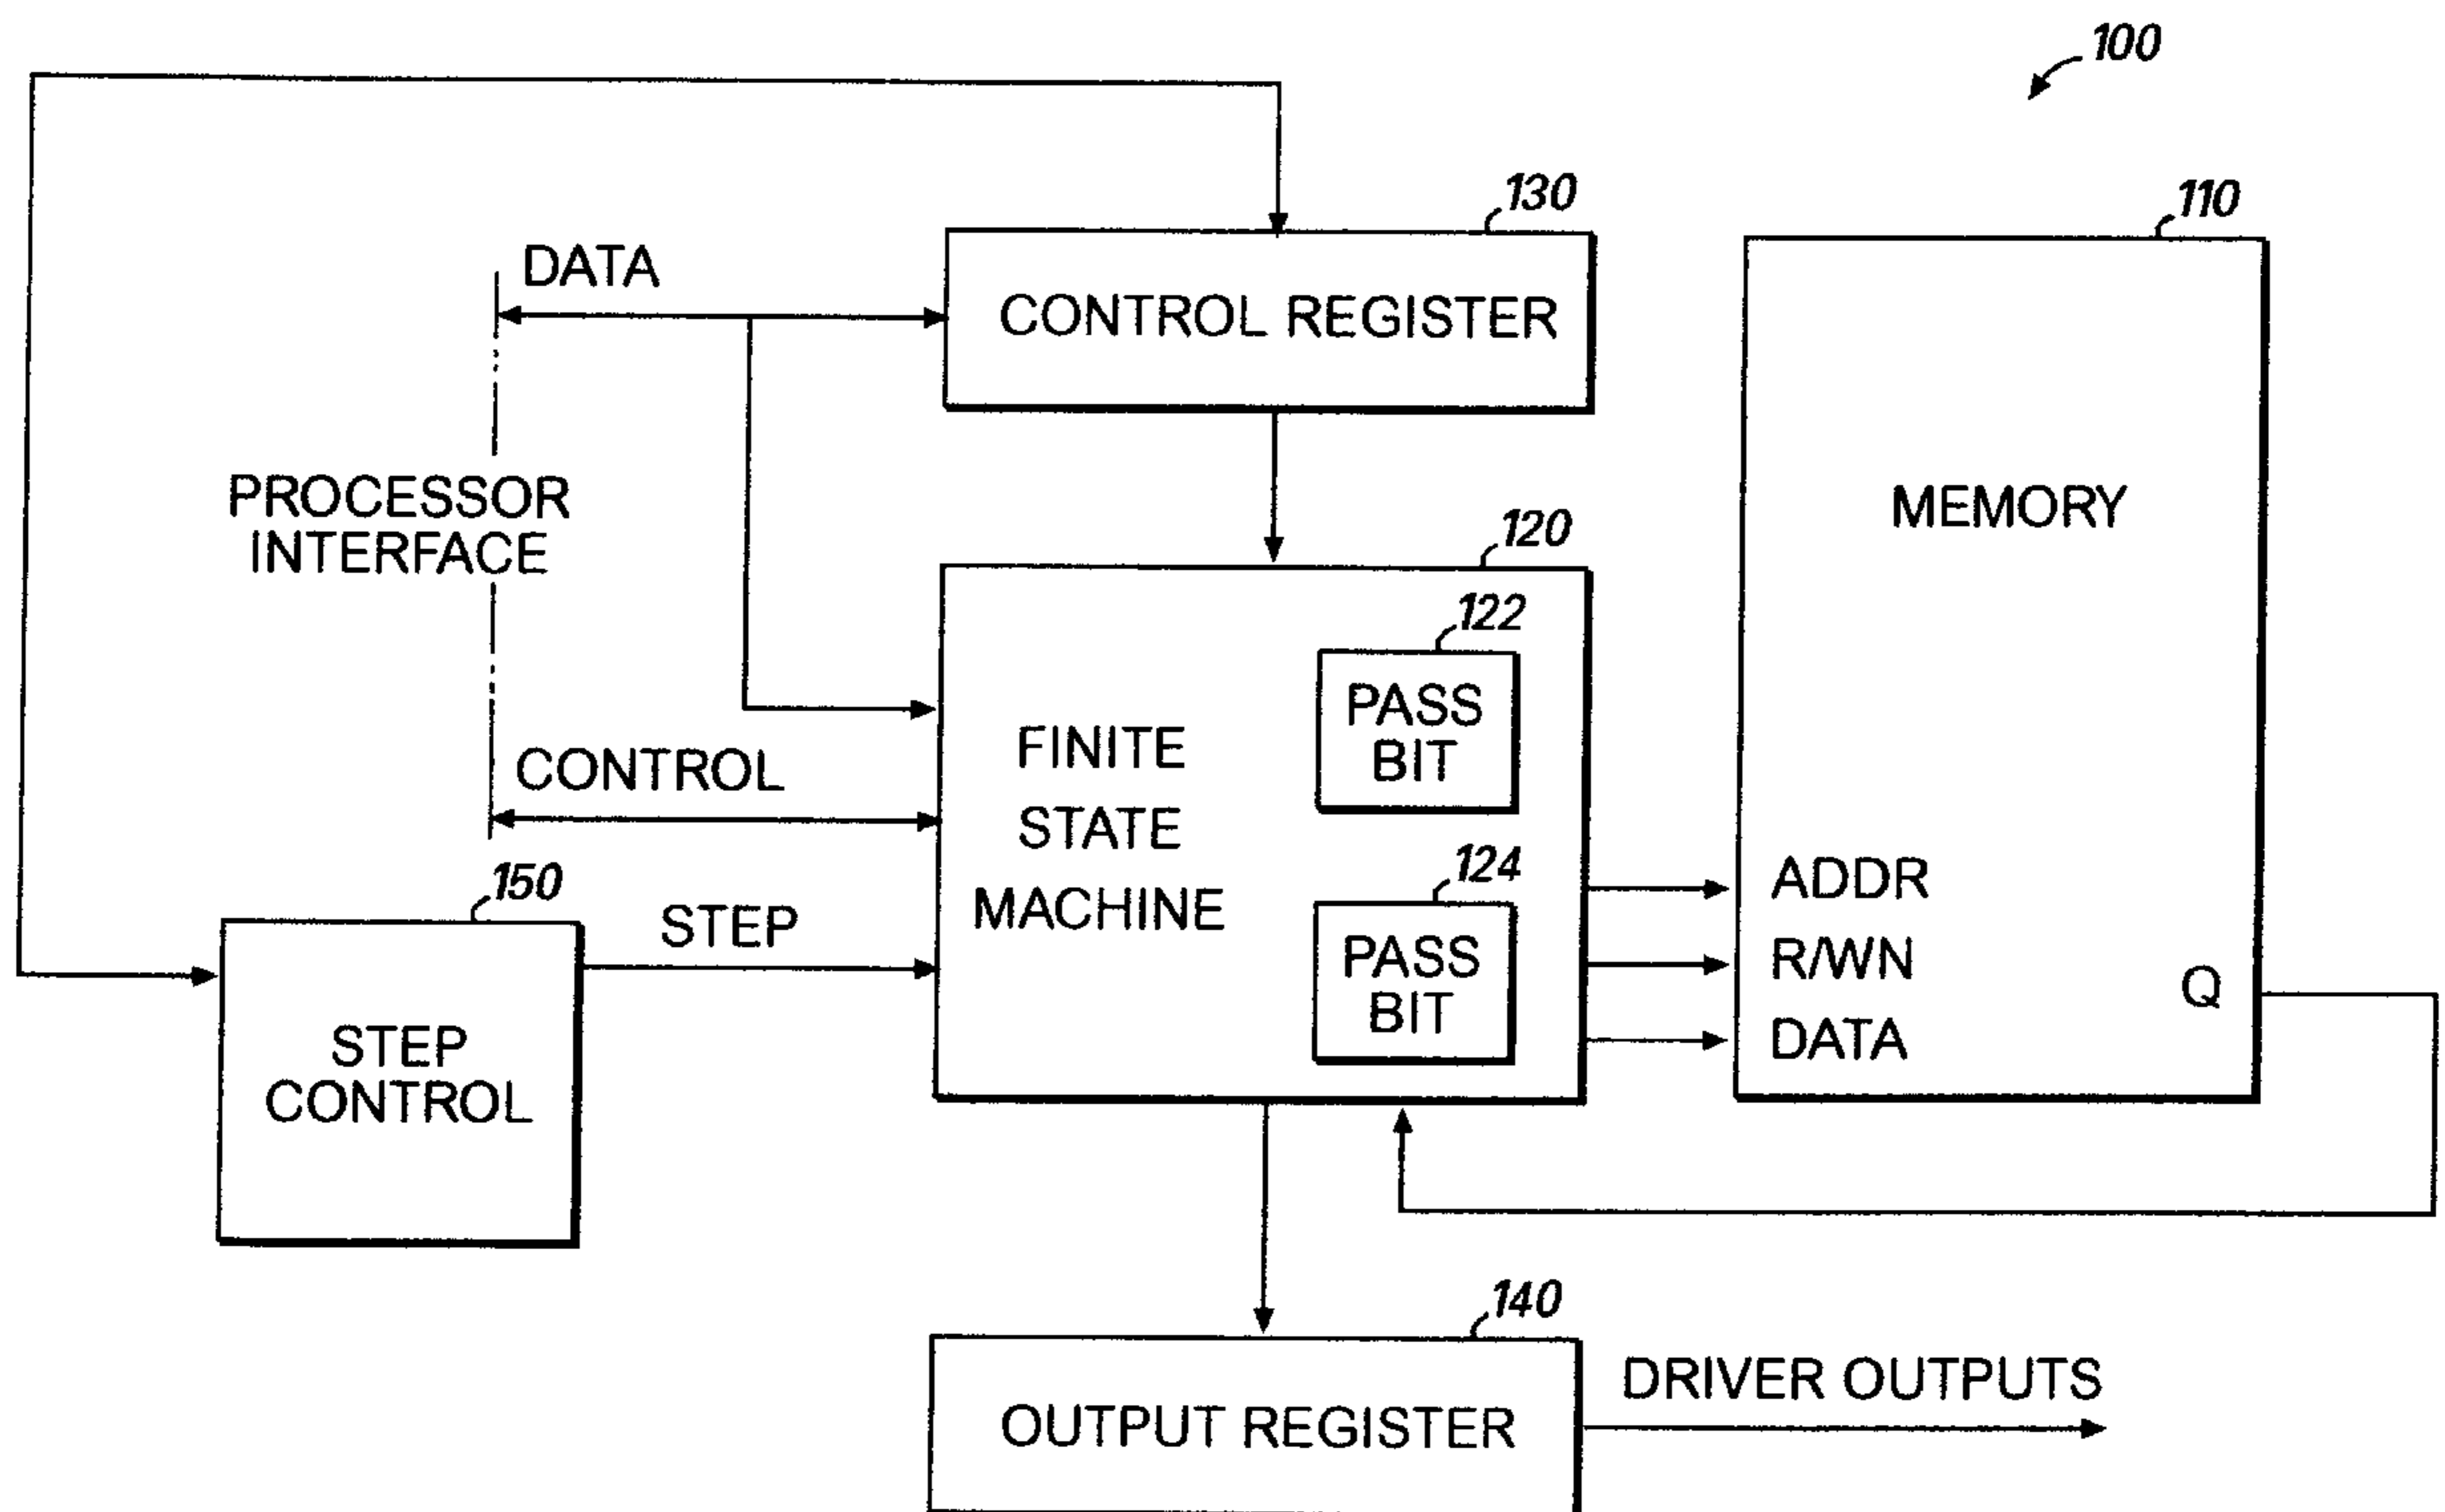 100
130
110
DATA
CONTROL REGISTER
PROCESSOR
INTERFACE
MEMORY
120
122
PASS
BIT
FINITE
STATE
MACHINE
CONTROL
124
PASS
BIT
150
STEP
STEP
CONTROL
ADDR
R/WN
DATA
Q
140
OUTPUT REGISTER
DRIVER OUTPUTS